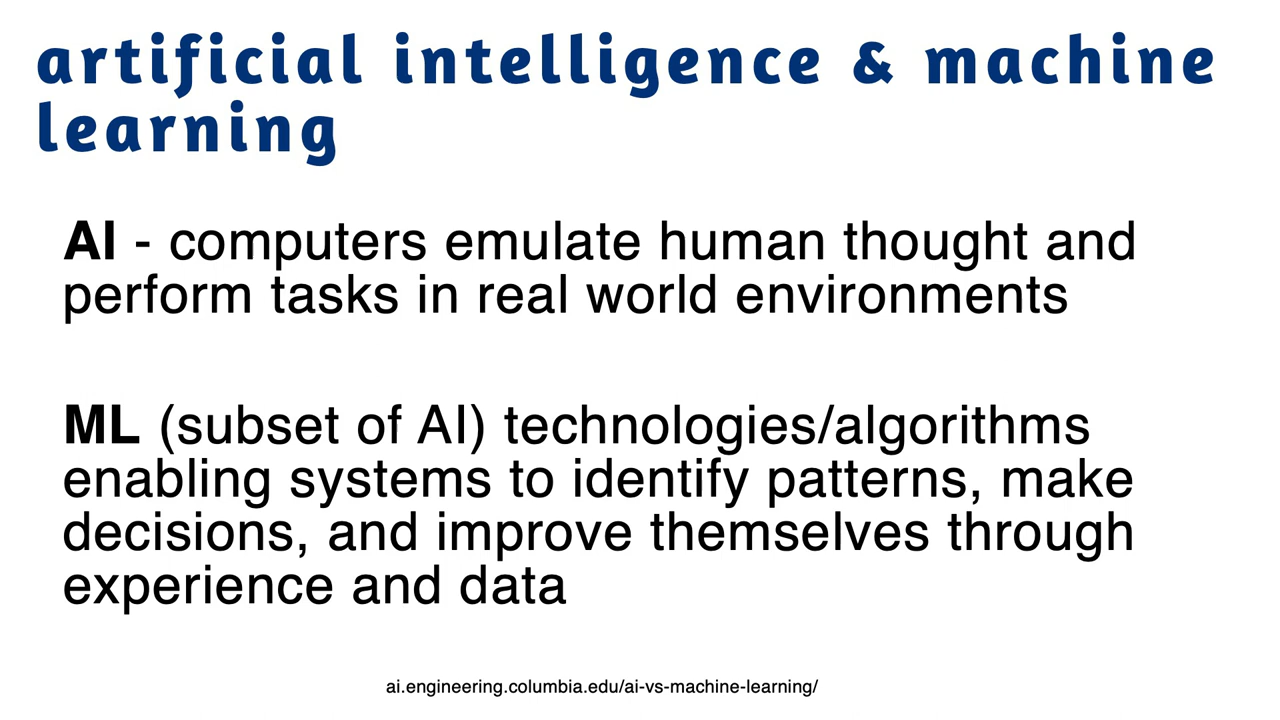 artificial intelligence & machine
learning
AI - computers emulate human thought and
perform tasks in real world environments
ML (subset of AI) technologies/algorithms
enabling systems to identify patterns, make
decisions, and improve themselves through
experience and data
ai.engineering.columbia.edu/ai-vs-machine-learning/